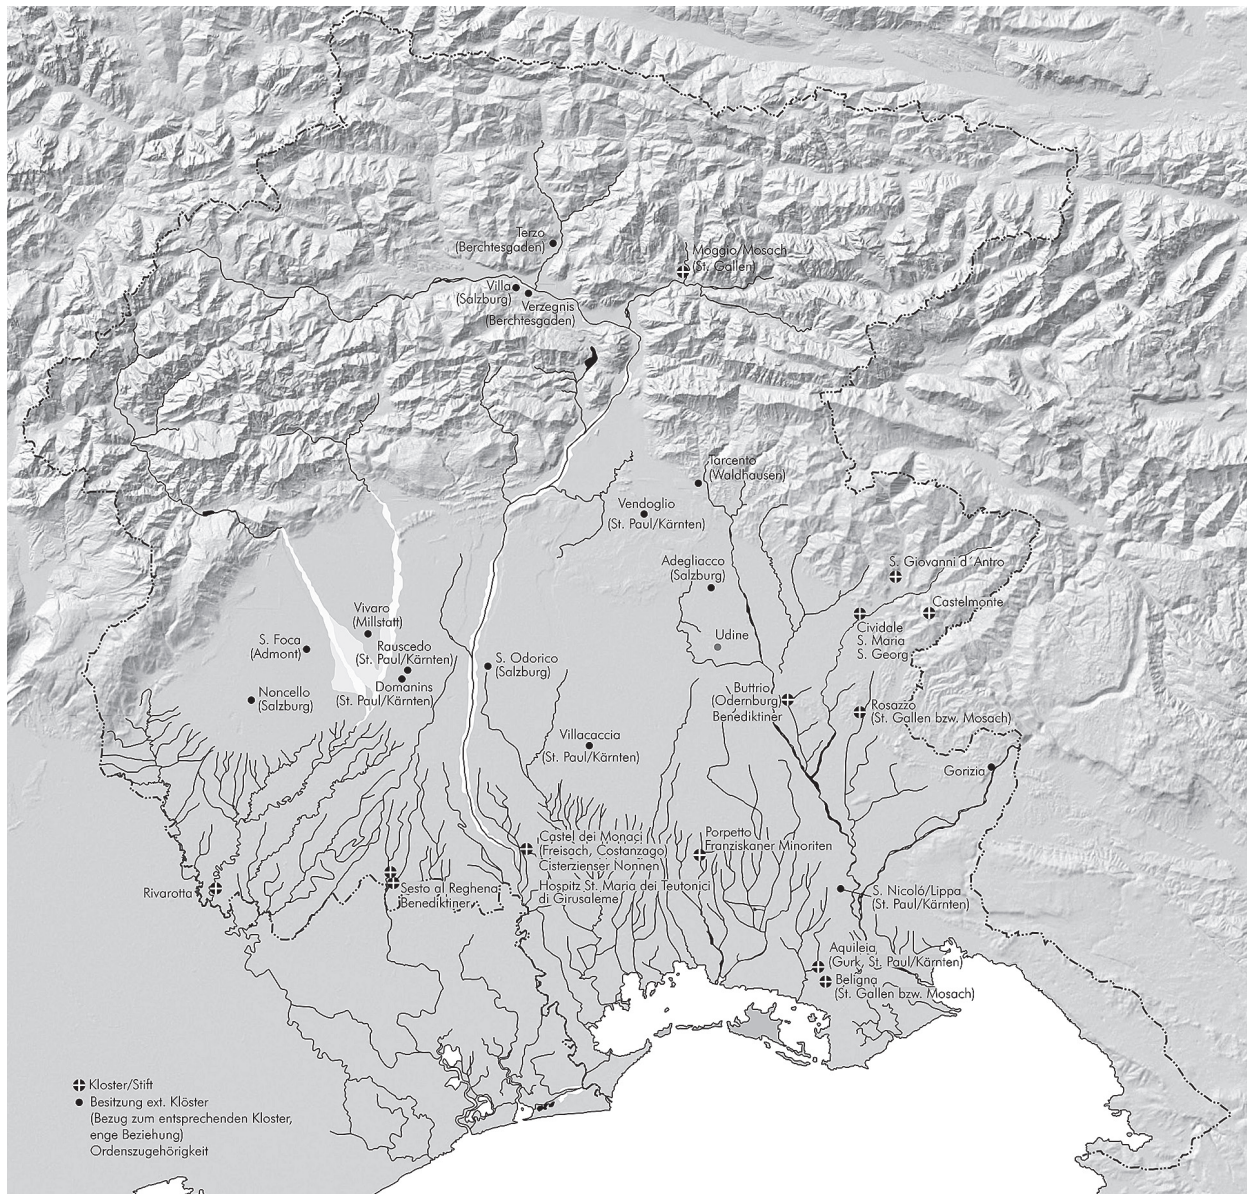 Terzo
(Berchtesgaden)
Moggio/Mosach
(St. Gallen)
Villa
(Salzburg)
Verzegnis
(Berchtesgaden)
Tarcento
(Waldhausen)
Vendoglio
(St. Paul/Kärnten)
Adegliacco
(Salzburg)
S. Giovanni d´Antro
Castelmonte
Cividale
S. Maria
S. Georg
Vivaro
(Millstatt)
Udine
S. Foca
(Admont)
Rauscedo
(St. Paul/Kärnten)
S. Odorico
(Salzburg)
Domanins
(St. Paul/Kärnten)
Noncello
(Salzburg)
Buttrio
(Odernburg)
Benediktiner
Rosazzo
(St. Gallen bzw. Mosach)
Villacaccia
(St. Paul/Kärnten)
Gorizia
Castel dei Monaci
(Freisach, Costanzago)
Cisterzienser Nonnen
Hospitz St. Maria dei Teutonici
di Girusaleme
Porpetto
Franziskaner Minoriten
Rivarotta
Sesto al Reghena
Benediktiner
S. Nicoló/Lippa
(St. Paul/Kärnten)
Aquileia
(Gurk, St. Paul/Kärnten)
Beligna
(St. Gallen bzw. Mosach)
Kloster/Stift
Besitzung ext. Klöster
(Bezug zum entsprechenden Kloster,
enge Beziehung)
Ordenszugehörigkeit